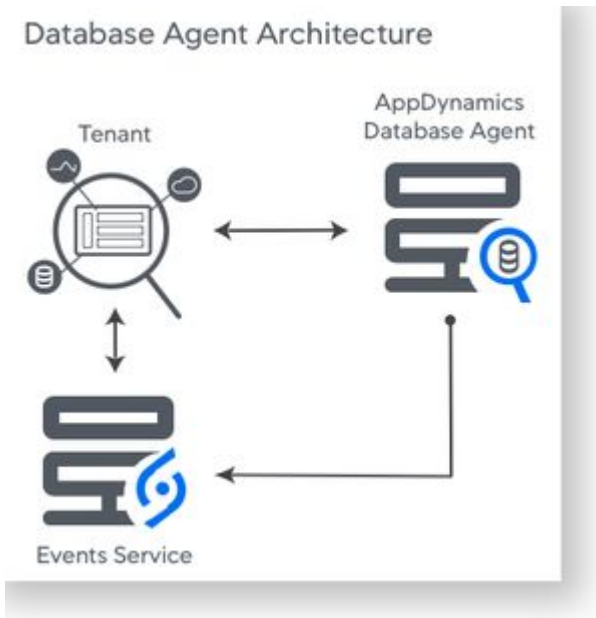 Database Agent Architecture
AppDynamics
Database Agent
Tenant
Events Service